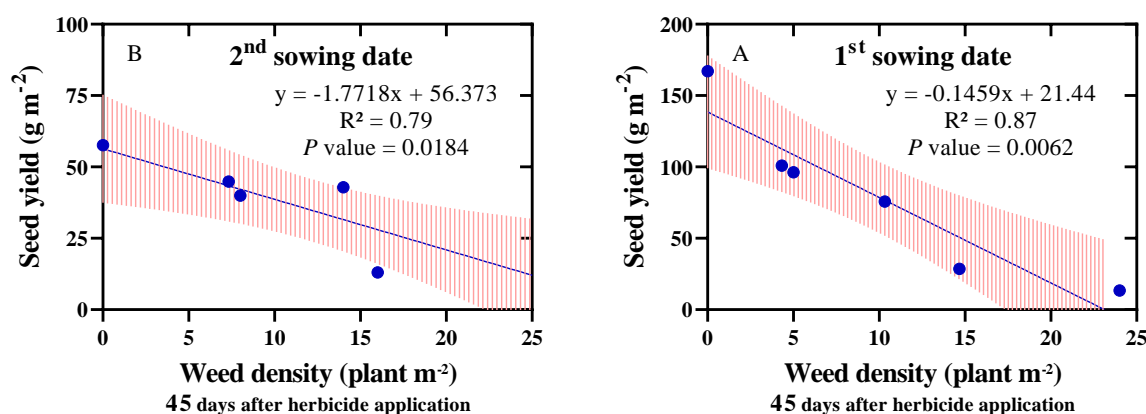 B
2nd sowing date
y = -1.7718x + 56.373
R² = 0.79
P value = 0.0184
Seed yield (g m-2)
100
75
50
25
0
0 5 10 15 20 25
Weed density (plant m-2)
45 days after herbicide application
A
1st sowing date
y = -0.1459x + 21.44
R² = 0.87
P value = 0.0062
Seed yield (g m-2)
200
150
100
50
0
0 5 10 15 20 25
Weed density (plant m-2)
45 days after herbicide application